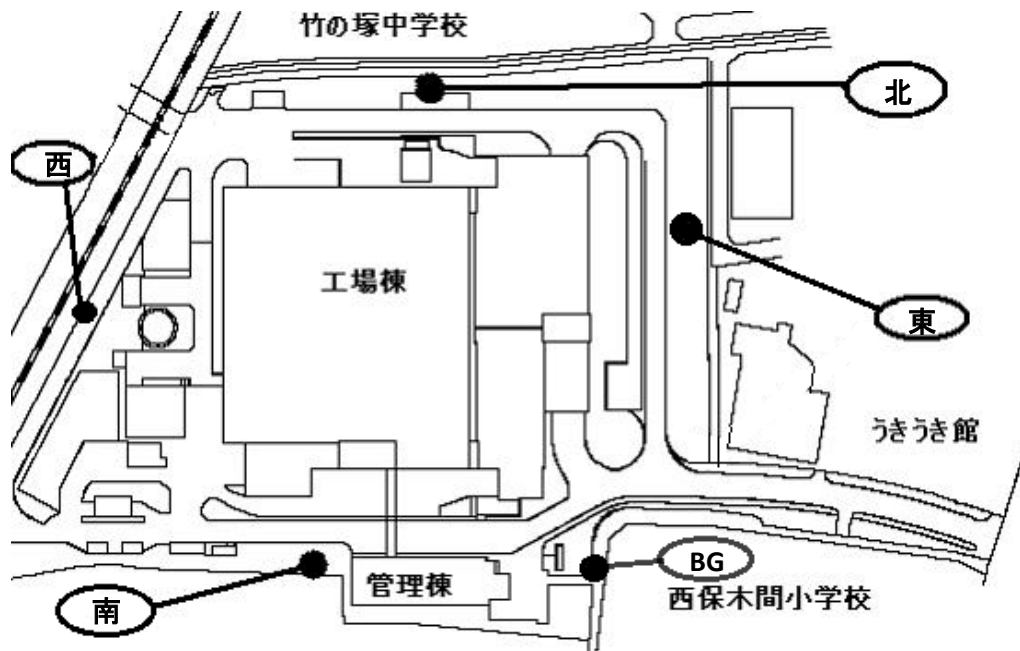 竹の塚中学校
北
西
工場棟
東
うきうき館
BG
管理棟
西保木間小学校
南